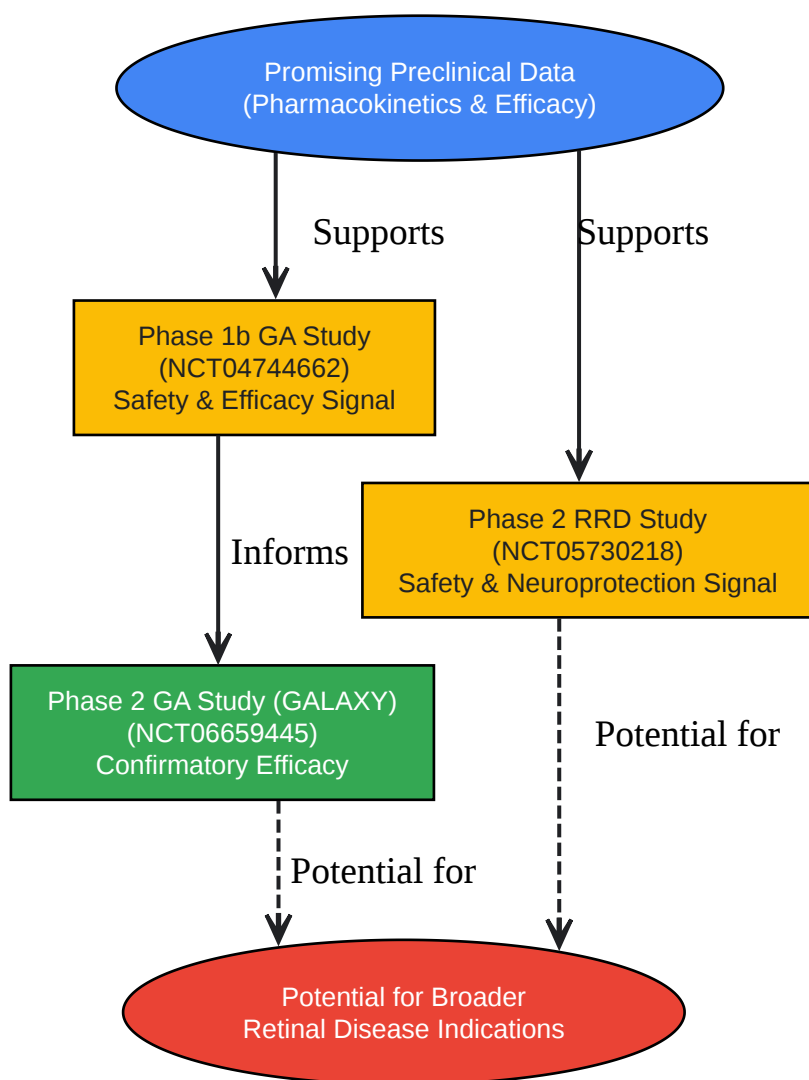 Promising Preclinical Data
(Pharmacokinetics & Efficacy)
Supports
Supports
Phase 1b GA Study
(NCT04744662)
Safety & Efficacy Signal
Phase 2 RRD Study
(NCT05730218)
Safety & Neuroprotection Signal
Informs
Phase 2 GA Study (GALAXY)
(NCT06659445)
Confirmatory Efficacy
Potential for
Potential for
Potential for Broader
Retinal Disease Indications